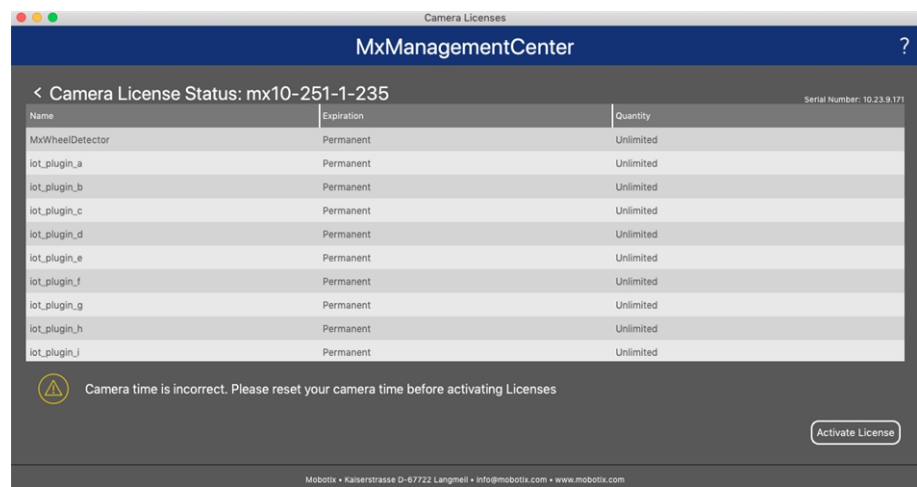 Camera Licenses
MxManagementCenter
?
< Camera License Status: mx10-251-1-235
Serial Number: 10.23.9.171
Name Expiration Quantity
MxWheelDetector Permanent Unlimited
iot_plugin_a Permanent Unlimited
iot_plugin_b Permanent Unlimited
iot_plugin_c Permanent Unlimited
iot_plugin_d Permanent Unlimited
iot_plugin_e Permanent Unlimited
iot_plugin_f Permanent Unlimited
iot_plugin_g Permanent Unlimited
iot_plugin_h Permanent Unlimited
iot_plugin_i Permanent Unlimited
Camera time is incorrect. Please reset your camera time before activating Licenses
Activate License
Mobotix • Kaiserstrasse D-67722 Langmeil • info@mobotix.com • www.mobotix.com